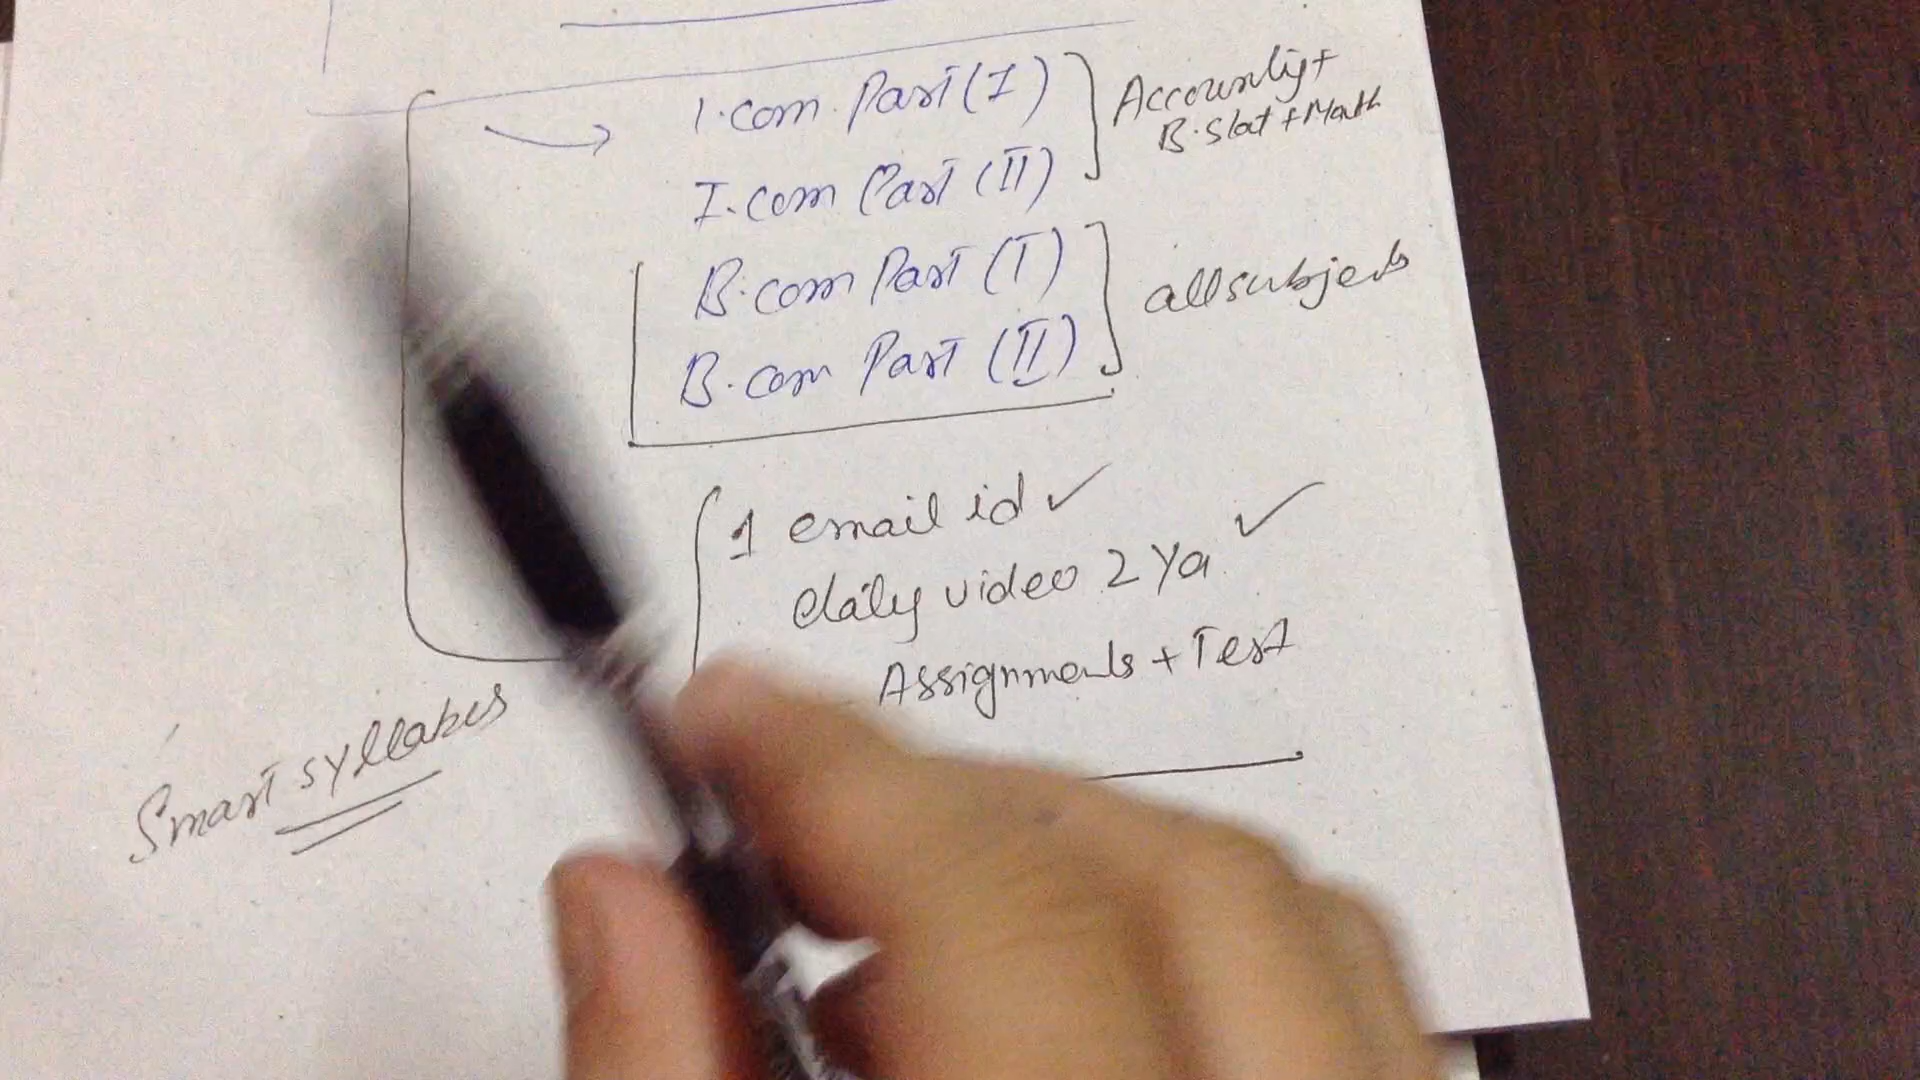 I.com Part (I)
Accounting+
B.Stat + Math
I.com Part (II)
B.com Part (I)
all subjects
B.com Part (II)
1 email id ✓
daily video 2 Ya ✓
Assignments + Test
Smart syllabus